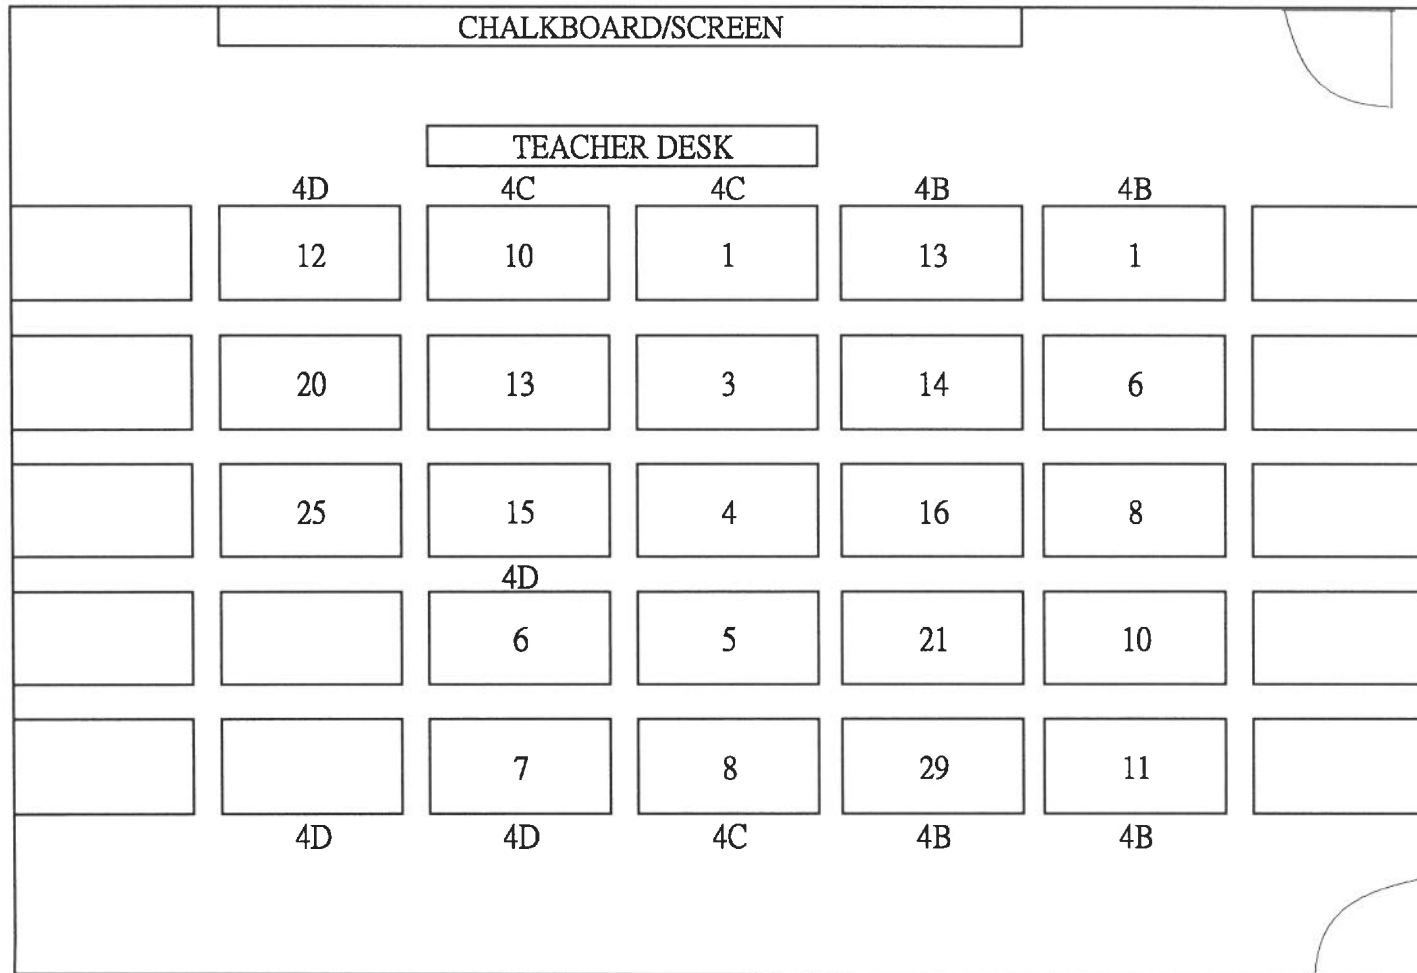 CHALKBOARD/SCREEN
TEACHER DESK
4D 4C 4C 4B 4B
12 10 1 13 1
20 13 3 14 6
25 15 4 16 8
4D
6 5 21 10
7 8 29 11
4D 4D 4C 4B 4B